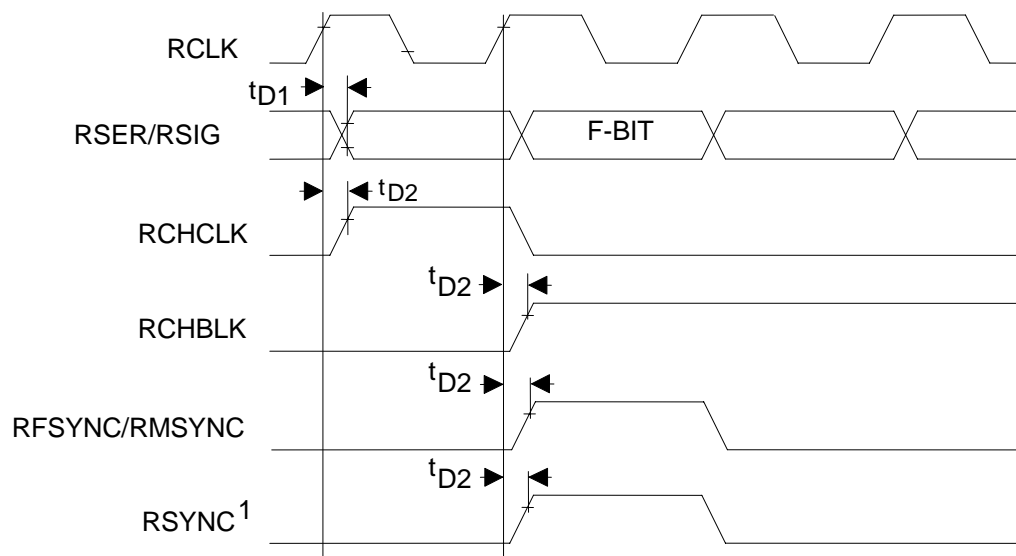 RCLK
tD1
RSER/RSIG
F-BIT
tD2
RCHCLK
tD2
RCHBLK
tD2
RFSYNC/RMSYNC
tD2
RSYNC1